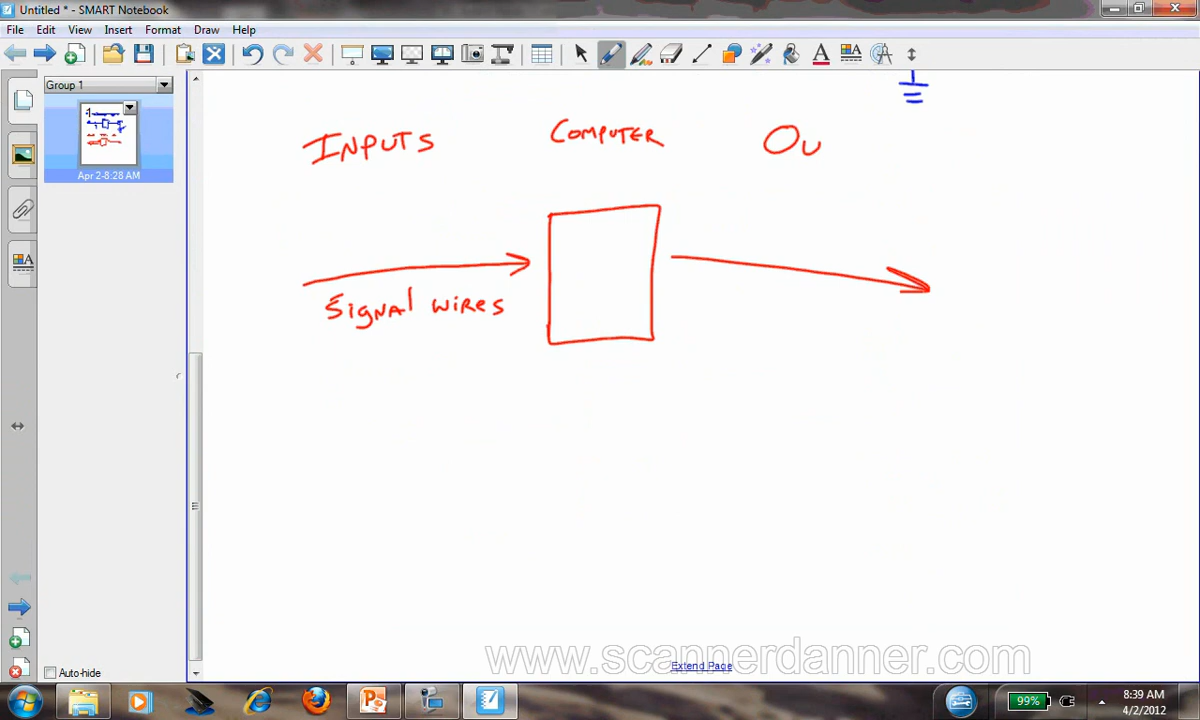 Untitled * - SMART Notebook
File Edit View Insert Format Draw Help
Group 1
Apr 2-8:28 AM
INPUTS COMPUTER OU
Signal wires
www.scannerdanner.com
Extend Page
Auto-hide
99%
8:39 AM
4/2/2012